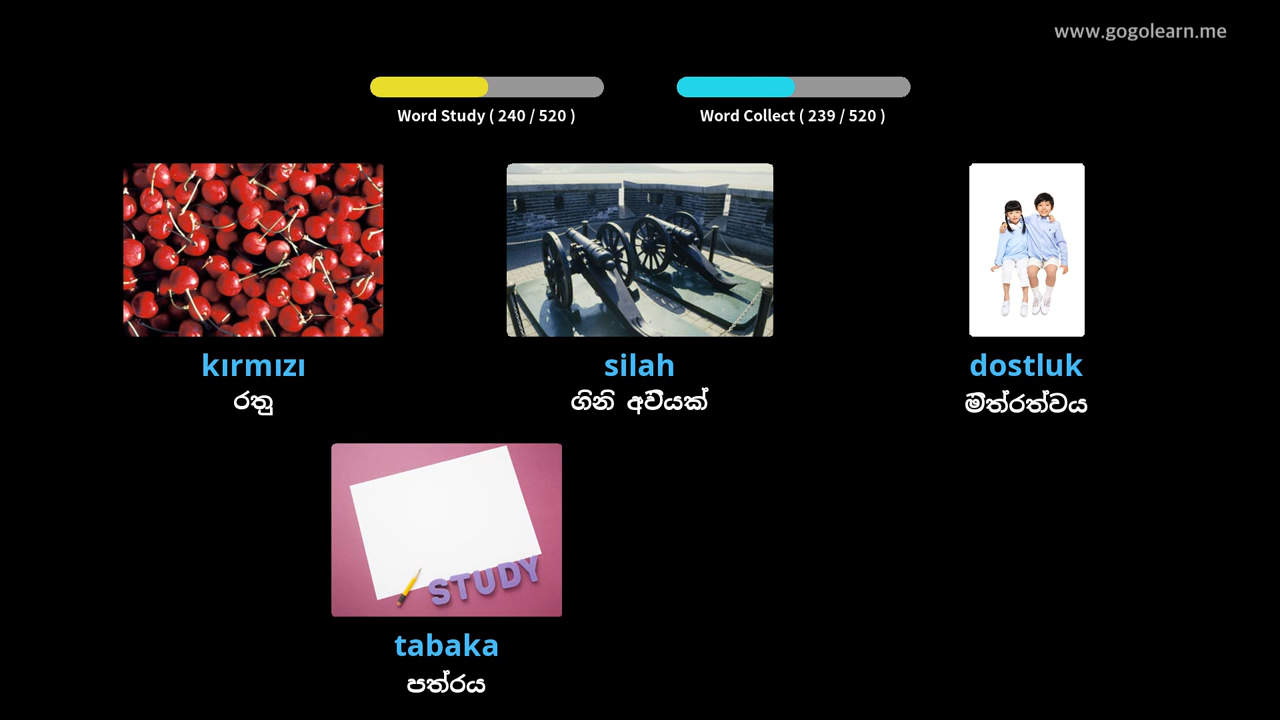 www.gogolearn.me
Word Study ( 240 / 520 )
Word Collect ( 239 / 520 )
kırmızı
රතු
silah
ගිනි අවියක්
dostluk
මිත්රත්වය
STUDY
tabaka
පත්රය